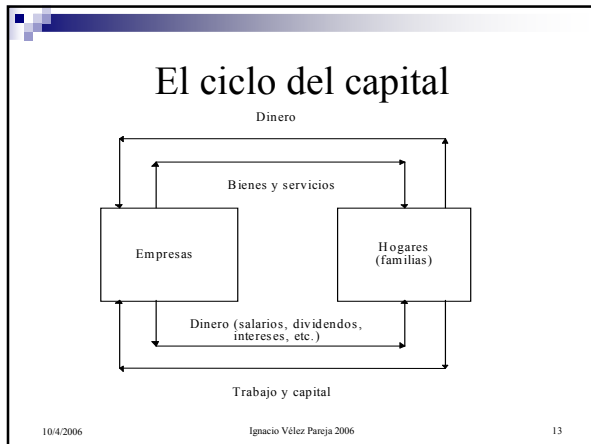 El ciclo del capital
Dinero
Bienes y servicios
Empresas
Hogares
(familias)
Dinero (salarios, dividendos,
intereses, etc.)
Trabajo y capital
10/4/2006
Ignacio Vélez Pareja 2006
13